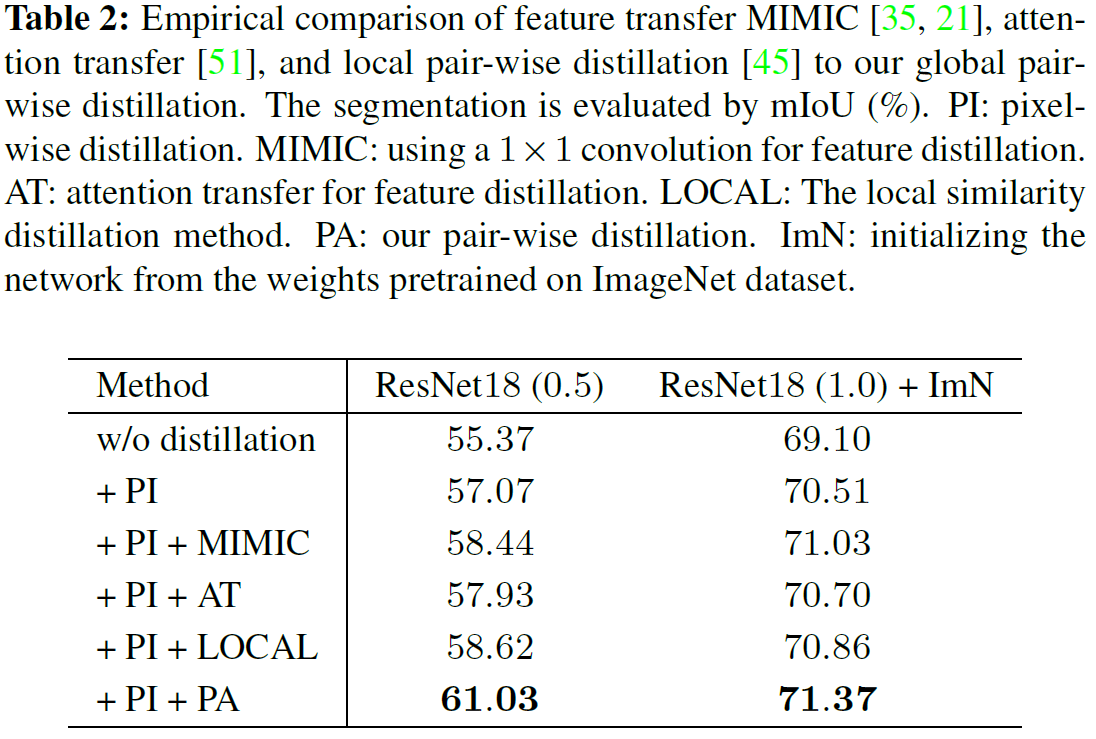 Table 2: Empirical comparison of feature transfer MIMIC [35, 21], atten-
tion transfer [51], and local pair-wise distillation [45] to our global pair-
wise distillation. The segmentation is evaluated by mIoU (%). PI: pixel-
wise distillation. MIMIC: using a 1 × 1 convolution for feature distillation.
AT: attention transfer for feature distillation. LOCAL: The local similarity
distillation method. PA: our pair-wise distillation. ImN: initializing the
network from the weights pretrained on ImageNet dataset.
Method ResNet18 (0.5) ResNet18 (1.0) + ImN
w/o distillation 55.37 69.10
+ PI 57.07 70.51
+ PI + MIMIC 58.44 71.03
+ PI + AT 57.93 70.70
+ PI + LOCAL 58.62 70.86
+ PI + PA 61.03 71.37